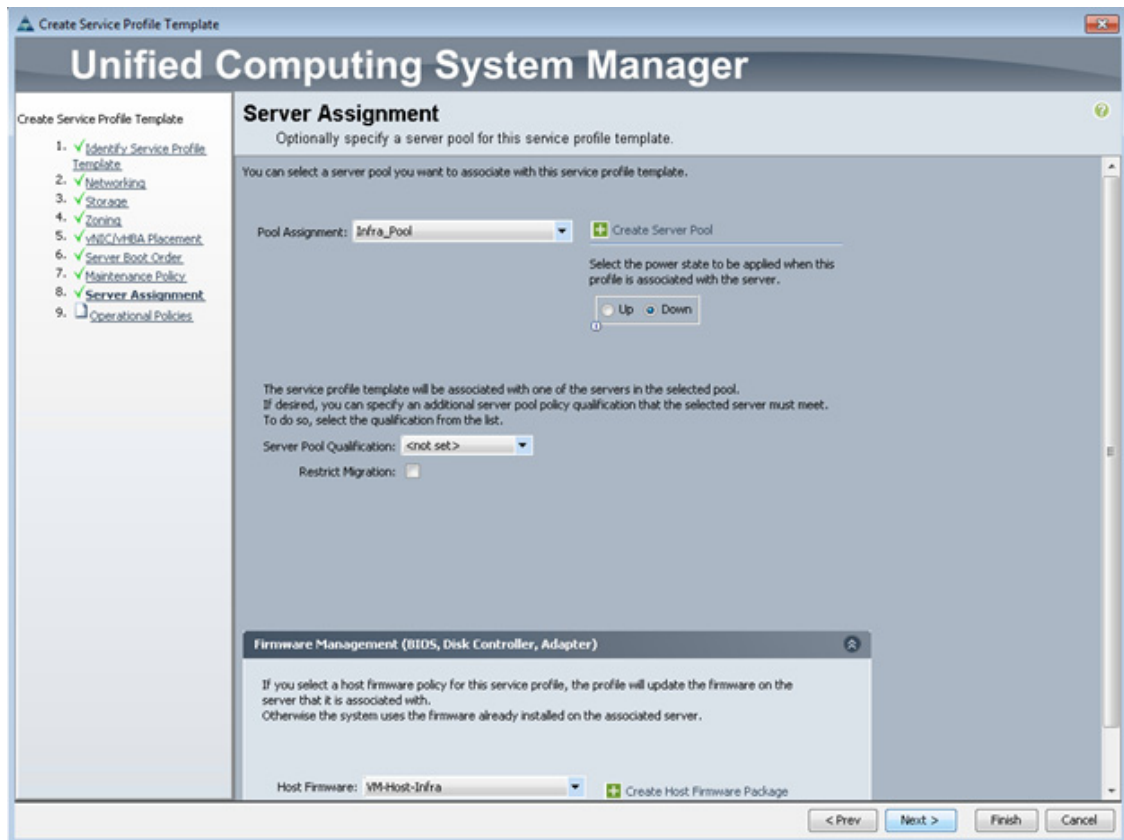 Create Service Profile Template
Unified Computing System Manager
Create Service Profile Template
1. Identify Service Profile
Template
2. Networking
3. Storage
4. Zoning
5. vNIC/vHBA Placement
6. Server Boot Order
7. Maintenance Policy
8. Server Assignment
9. Operational Policies
Server Assignment
Optionally specify a server pool for this service profile template.
You can select a server pool you want to associate with this service profile template.
Pool Assignment: Infra_Pool
Create Server Pool
Select the power state to be applied when this
profile is associated with the server.
Up Down
The service profile template will be associated with one of the servers in the selected pool.
If desired, you can specify an additional server pool policy qualification that the selected server must meet.
To do so, select the qualification from the list.
Server Pool Qualification: <not set>
Restrict Migration:
Firmware Management (BIOS, Disk Controller, Adapter)
If you select a host firmware policy for this service profile, the profile will update the firmware on the
server that it is associated with.
Otherwise the system uses the firmware already installed on the associated server.
Host Firmware: VM-Host-Infra
Create Host Firmware Package
< Prev Next > Finish Cancel